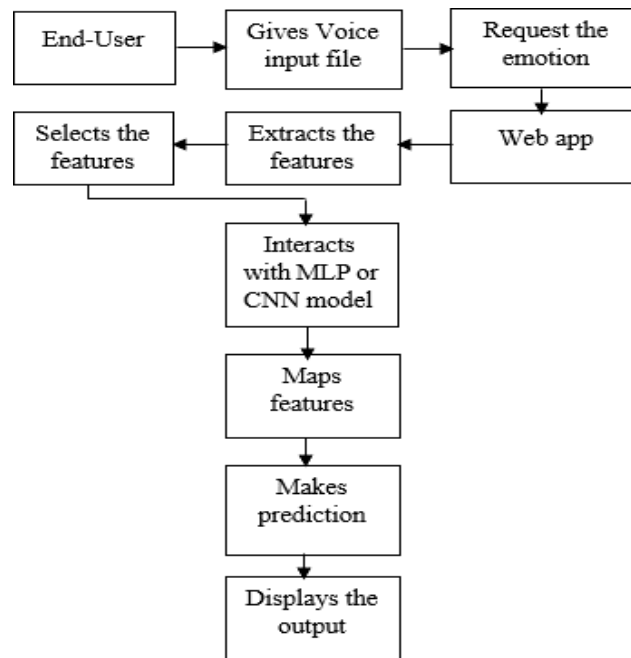 End-User
Gives Voice
input file
Request the
emotion
Selects the
features
Extracts the
features
Web app
Interacts
with MLP or
CNN model
Maps
features
Makes
prediction
Displays the
output